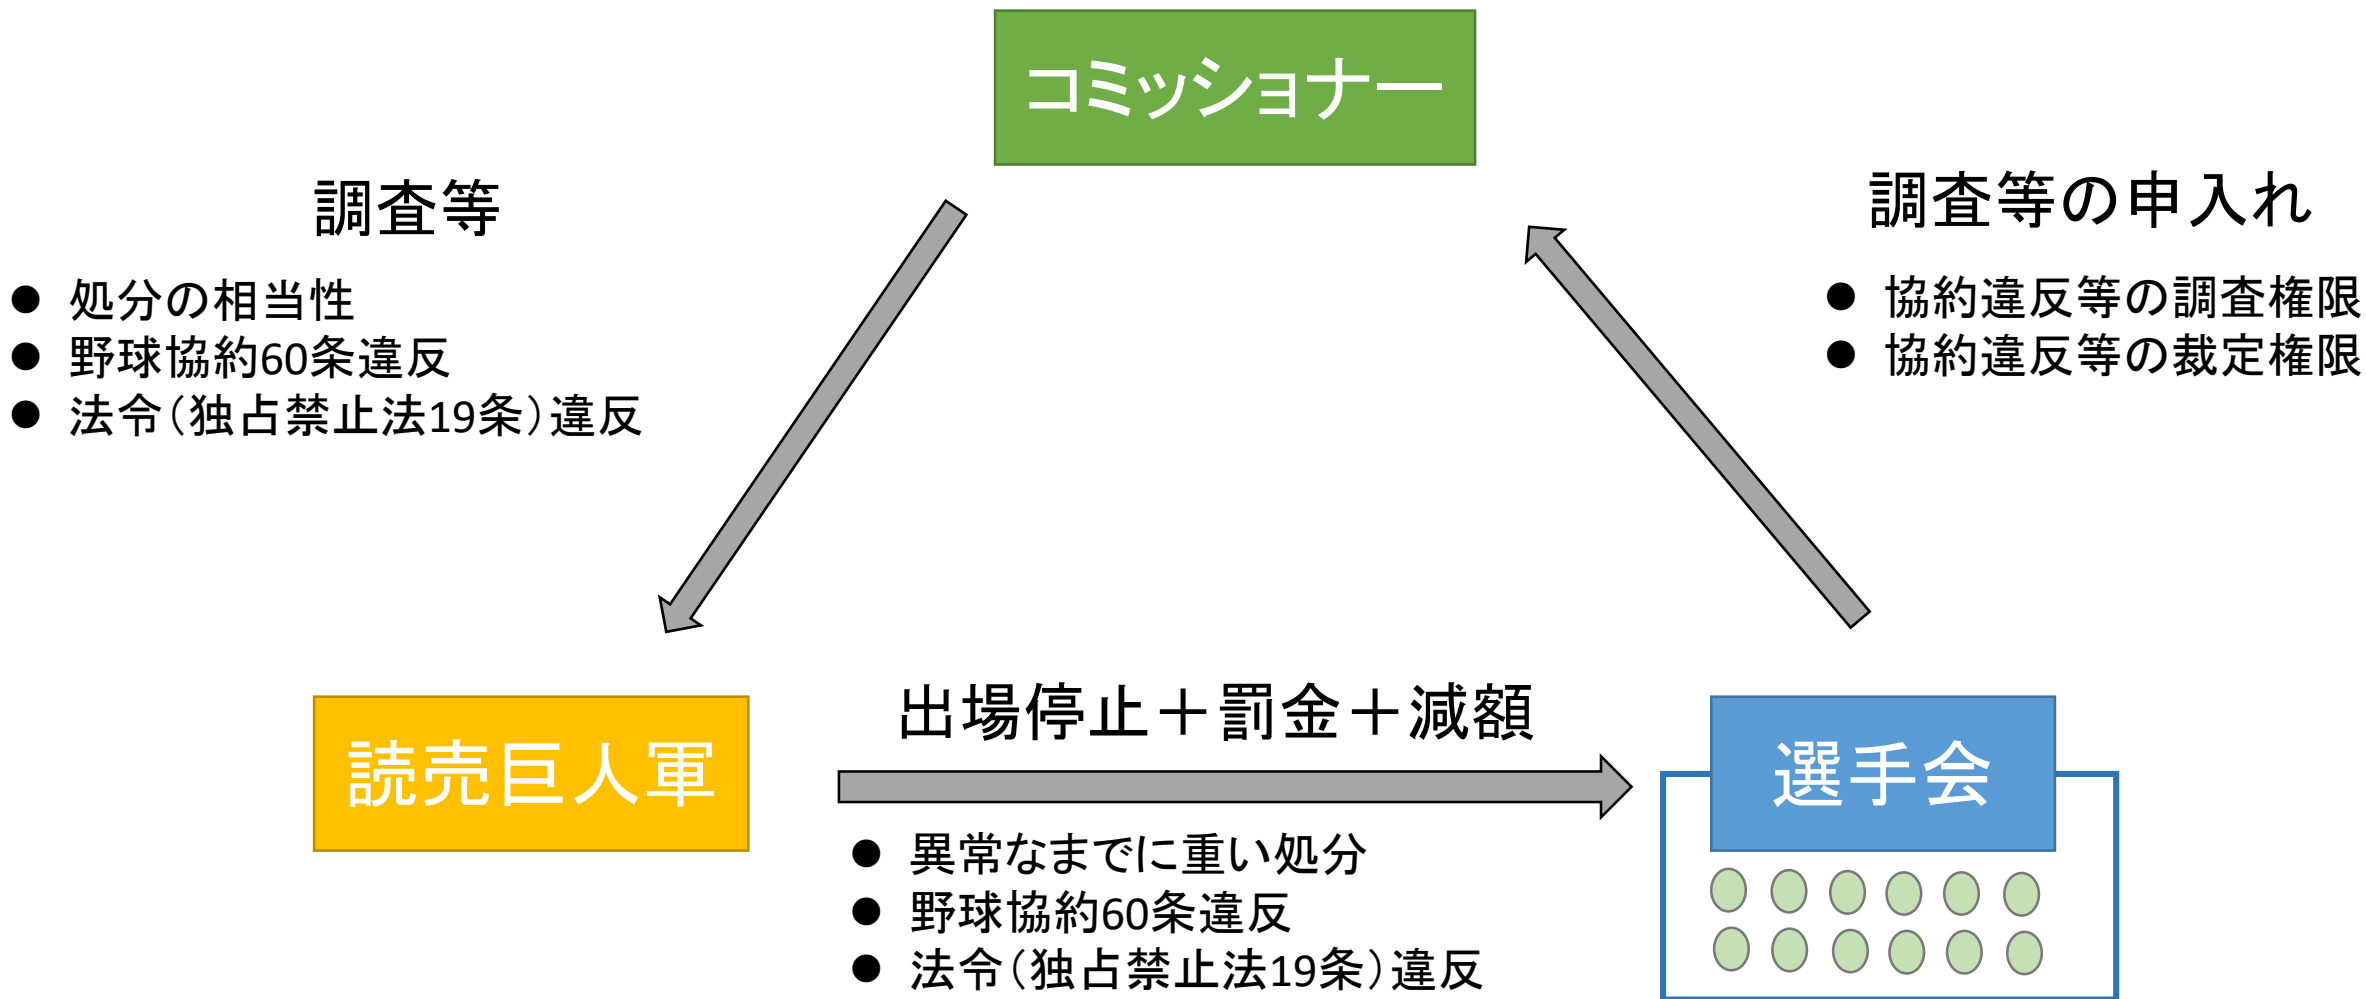 コミッショナー
調査等
● 処分の相当性
● 野球協約60条違反
● 法令（独占禁止法19条）違反
調査等の申入れ
● 協約違反等の調査権限
● 協約違反等の裁定権限
読売巨人軍
出場停止＋罰金＋減額
● 異常なまでに重い処分
● 野球協約60条違反
● 法令（独占禁止法19条）違反
選手会